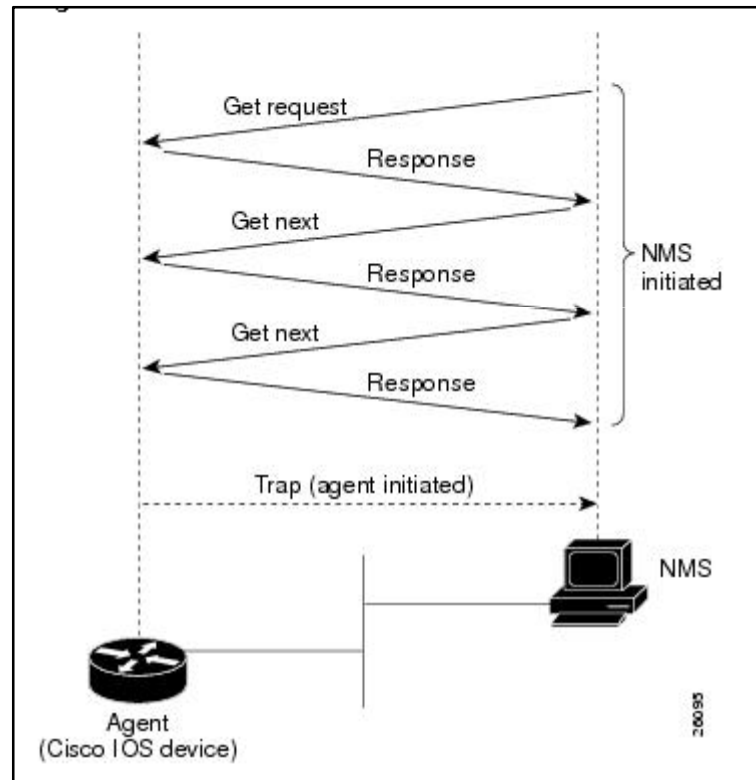 Get request
Response
Get next
Response
Get next
Response
NMS
initiated
Trap (agent initiated)
NMS
Agent
(Cisco IOS device)
26095